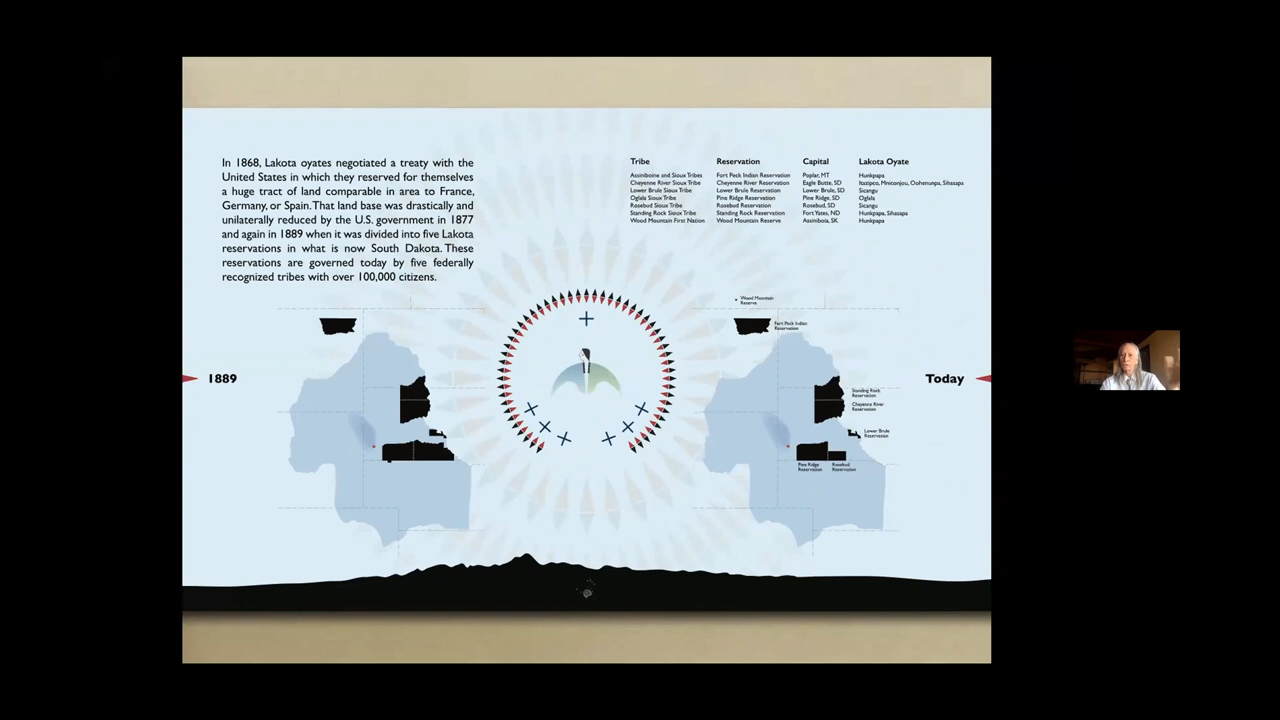 In 1868, Lakota oyates negotiated a treaty with the
United States in which they reserved for themselves
a huge tract of land comparable in area to France,
Germany, or Spain. That land base was drastically and
unilaterally reduced by the U.S. government in 1877
and again in 1889 when it was divided into five Lakota
reservations in what is now South Dakota. These
reservations are governed today by five federally
recognized tribes with over 100,000 citizens.
Tribe Reservation Capital Lakota Oyate
Assiniboine and Sioux Tribes Fort Peck Indian Reservation Poplar, MT Hunkpapa
Cheyenne River Sioux Tribe Cheyenne River Reservation Eagle Butte, SD Itazipco, Mniconjou, Oohenunpa, Sihasapa
Lower Brule Sioux Tribe Lower Brule Reservation Lower Brule, SD Sicangu
Oglala Sioux Tribe Pine Ridge Reservation Pine Ridge, SD Oglala
Rosebud Sioux Tribe Rosebud Reservation Rosebud, SD Sicangu
Standing Rock Sioux Tribe Standing Rock Reservation Fort Yates, ND Hunkpapa, Sihasapa
Wood Mountain First Nation Wood Mountain Reserve Assiniboia, SK Hunkpapa
1889
Wood Mountain
Reserve
Fort Peck Indian
Reservation
Today
Standing Rock
Reservation
Cheyenne River
Reservation
Lower Brule
Reservation
Pine Ridge
Reservation
Rosebud
Reservation